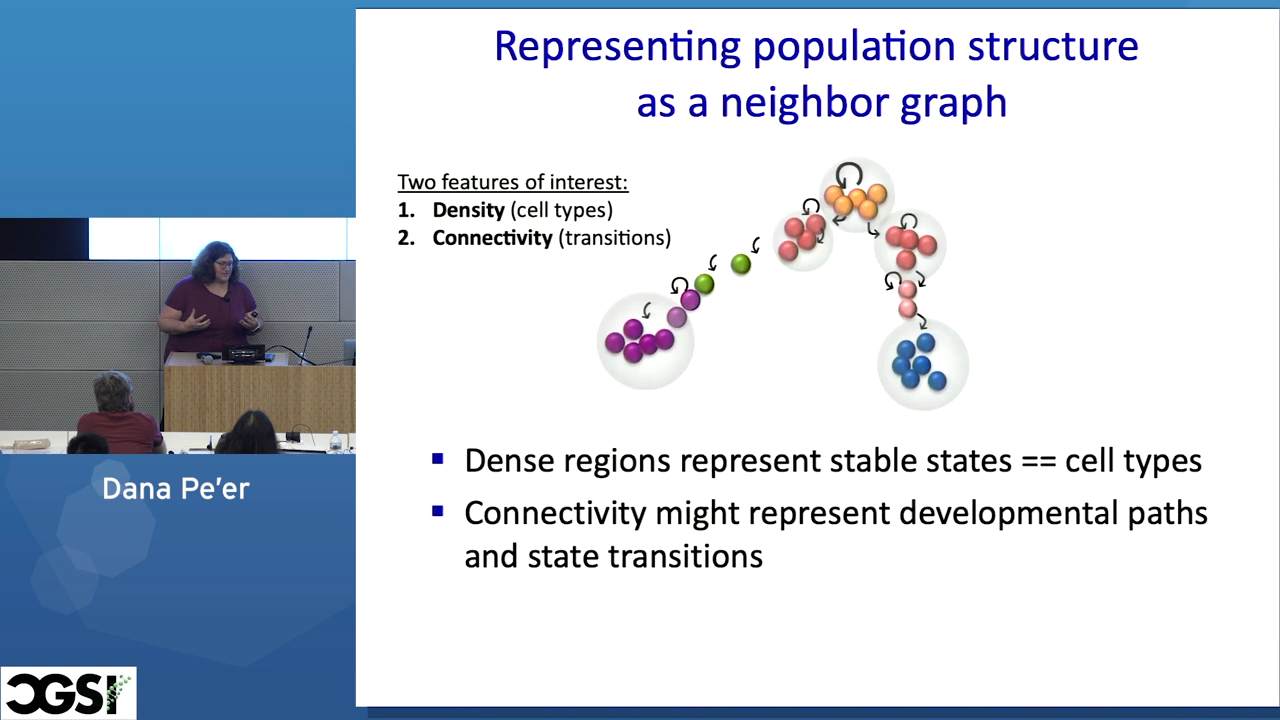 Representing population structure
as a neighbor graph
Two features of interest:
1. Density (cell types)
2. Connectivity (transitions)
▪ Dense regions represent stable states == cell types
▪ Connectivity might represent developmental paths
and state transitions
Dana Pe'er
CGSI